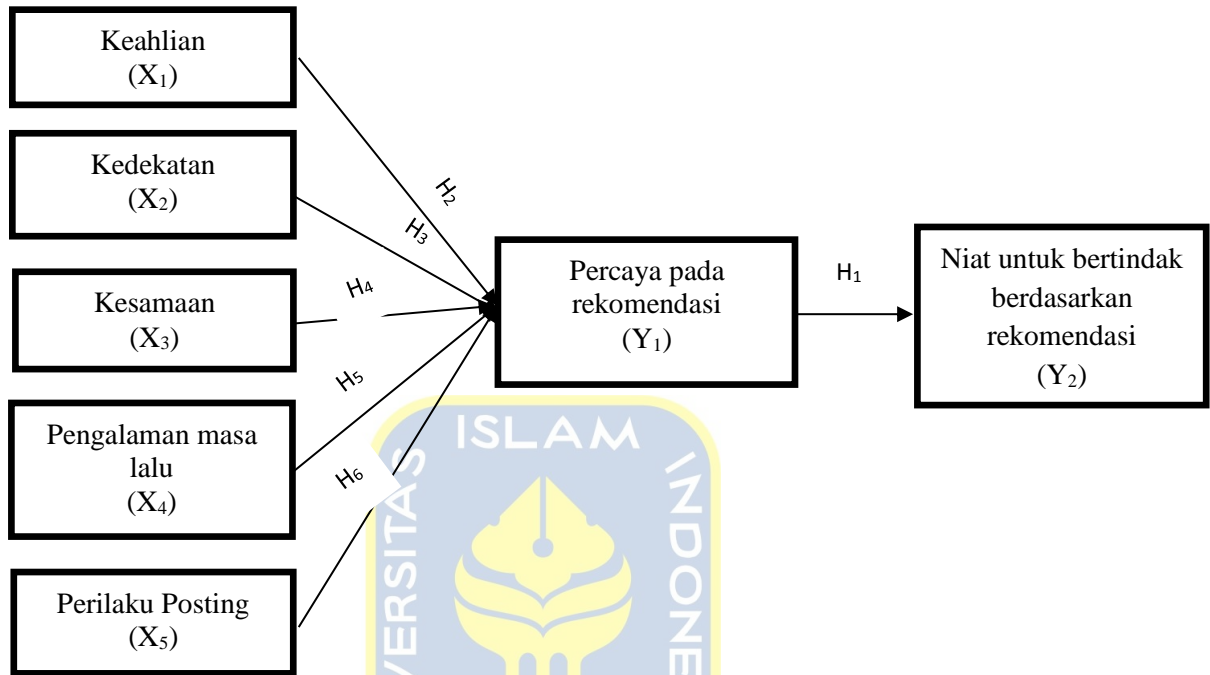 Keahlian
(X₁)
Kedekatan
(X₂)
Kesamaan
(X₃)
Pengalaman masa
lalu
(X₄)
Perilaku Posting
(X₅)
H₂
H₃
H₄
H₅
H₆
Percaya pada
rekomendasi
(Y₁)
H₁
Niat untuk bertindak
berdasarkan
rekomendasi
(Y₂)
ISLAM